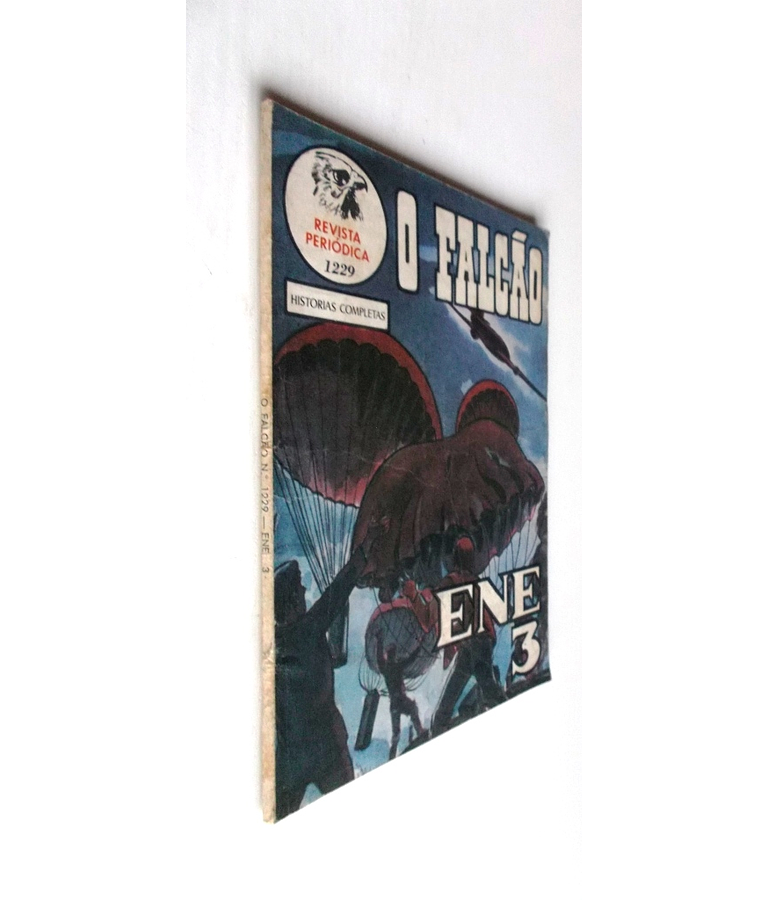 REVISTA
PERIÓDICA
1229
O FALCÃO
HISTORIAS COMPLETAS
ENE
3
O FALCÃO N.º 1229 — ENE 3